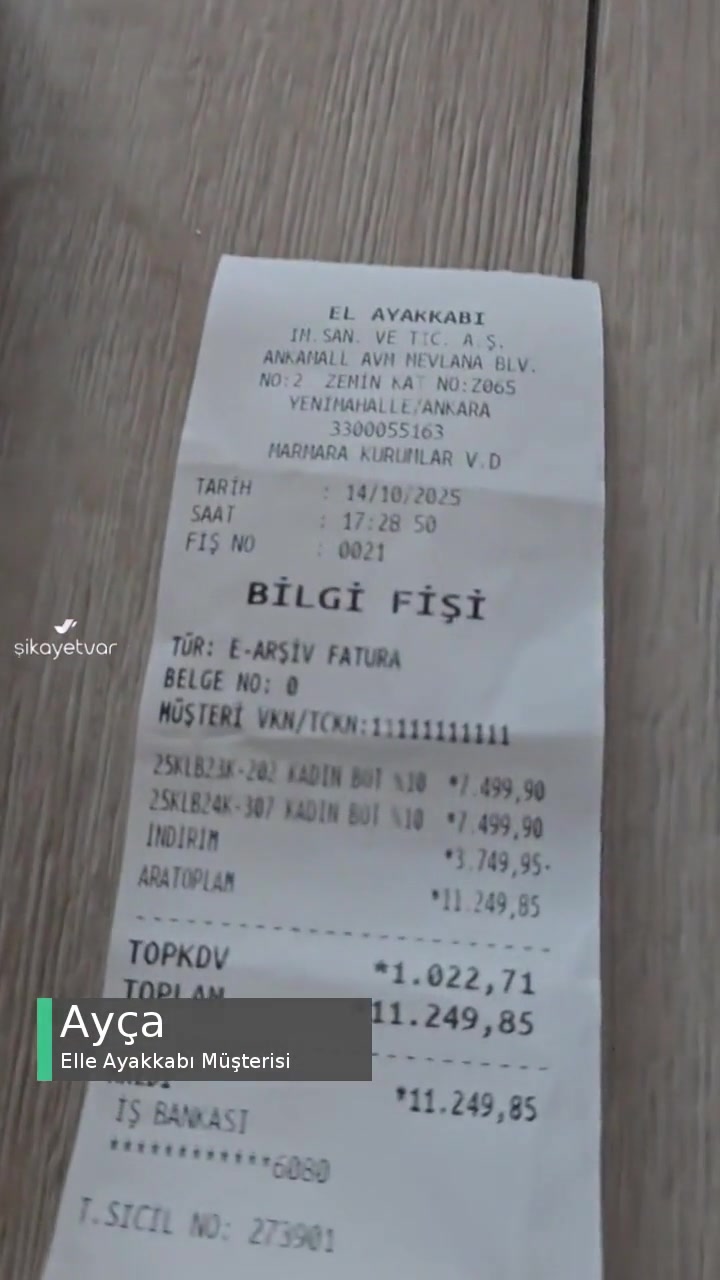 EL AYAKKABI
IM.SAN. VE TIC. A.Ş.
ANKAMALL AVM MEVLANA BLV.
NO:2 ZEMİN KAT NO:Z065
YENIMAHALLE/ANKARA
3300055163
MARMARA KURUMLAR V.D
TARİH : 14/10/2025
SAAT : 17:28 50
FIŞ NO : 0021
BİLGİ FİŞİ
şikayetvar
TÜR: E-ARŞİV FATURA
BELGE NO: 0
MÜŞTERİ VKN/TCKN:11111111111
25KLB23K-202 KADIN BOT %10 *7.499,90
25KLB24K-307 KADIN BOT %10 *7.499,90
İNDİRİM *3.749,95-
ARATOPLAM *11.249,85
TOPKDV *1.022,71
TOPLAM *11.249,85
Ayça
Elle Ayakkabı Müşterisi
*11.249,85
İŞ BANKASI
************6080
T.SICIL NO: 273901